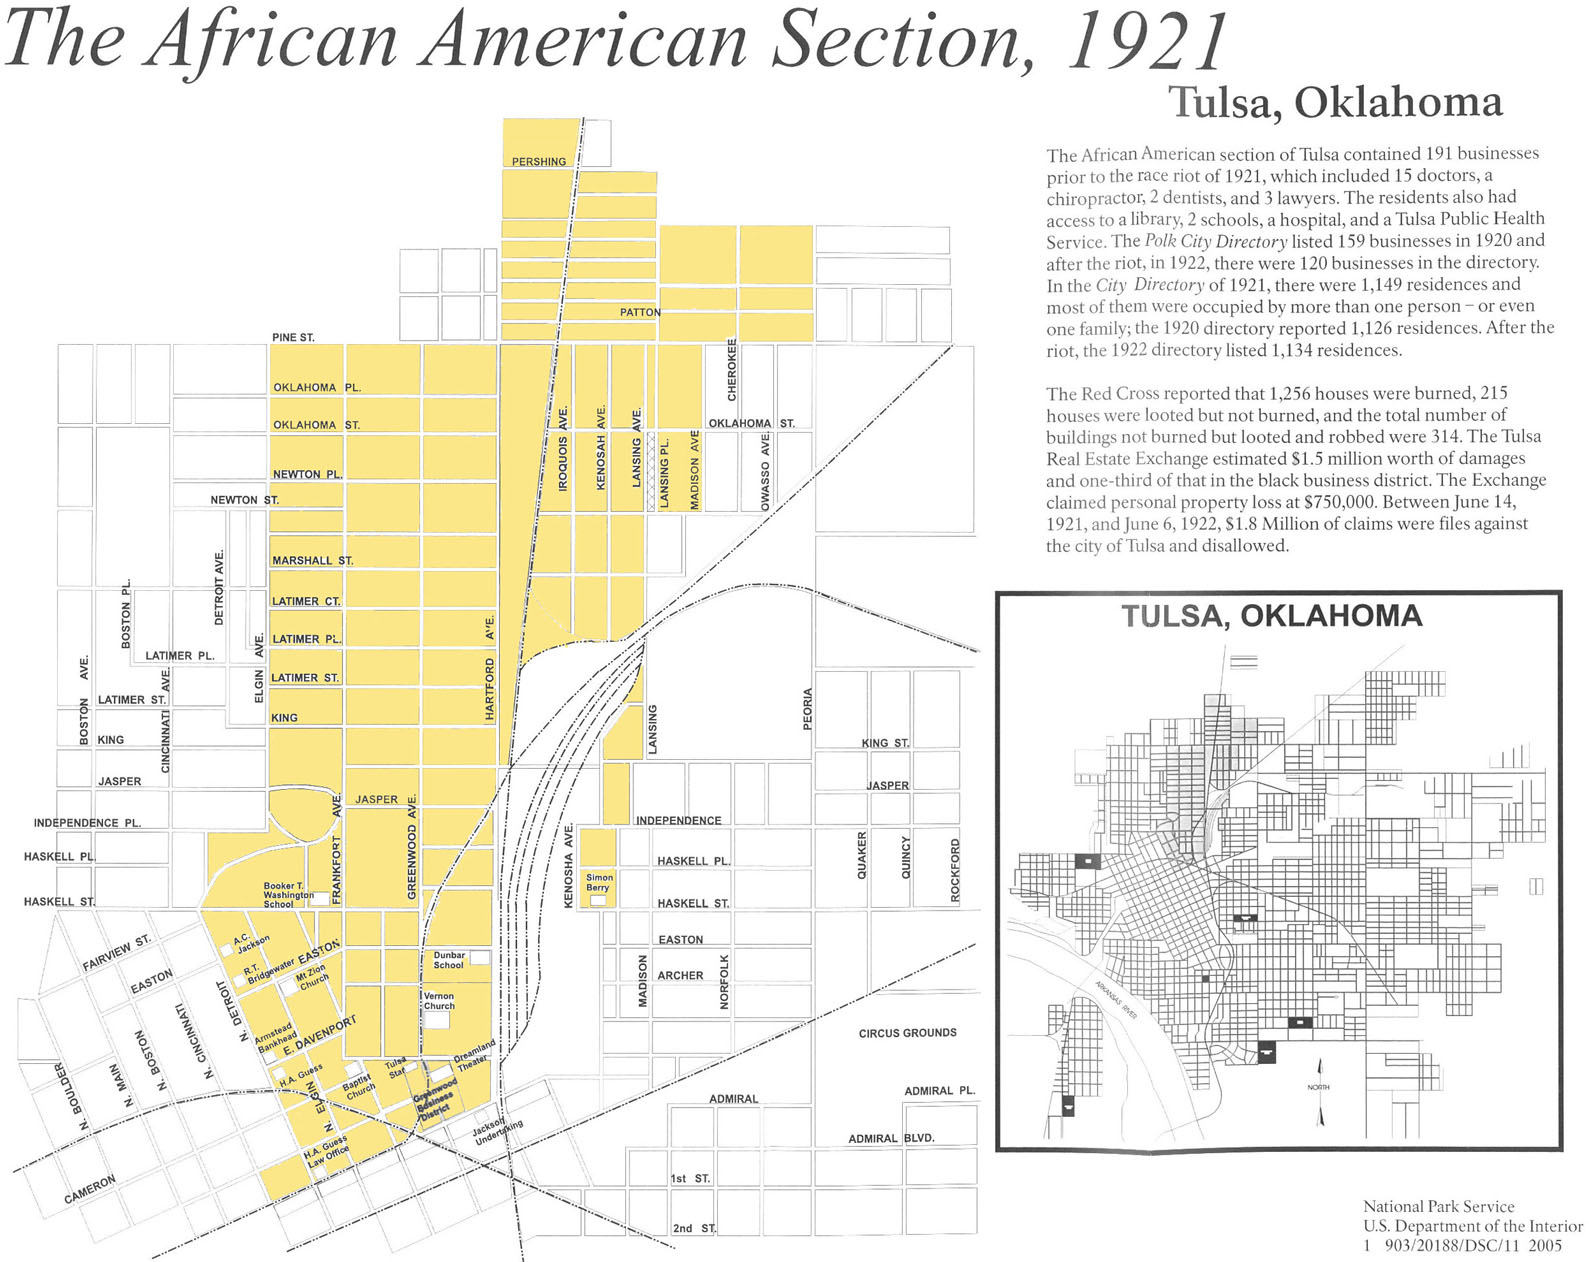 The African American Section, 1921
Tulsa, Oklahoma
The African American section of Tulsa contained 191 businesses
prior to the race riot of 1921, which included 15 doctors, a
chiropractor, 2 dentists, and 3 lawyers. The residents also had
access to a library, 2 schools, a hospital, and a Tulsa Public Health
Service. The Polk City Directory listed 159 businesses in 1920 and
after the riot, in 1922, there were 120 businesses in the directory.
In the City Directory of 1921, there were 1,149 residences and
most of them were occupied by more than one person – or even
one family; the 1920 directory reported 1,126 residences. After the
riot, the 1922 directory listed 1,134 residences.
The Red Cross reported that 1,256 houses were burned, 215
houses were looted but not burned, and the total number of
buildings not burned but looted and robbed were 314. The Tulsa
Real Estate Exchange estimated $1.5 million worth of damages
and one-third of that in the black business district. The Exchange
claimed personal property loss at $750,000. Between June 14,
1921, and June 6, 1922, $1.8 Million of claims were files against
the city of Tulsa and disallowed.
PERSHING
PATTON
PINE ST.
OKLAHOMA PL.
OKLAHOMA ST.
NEWTON PL.
NEWTON ST.
MARSHALL ST.
LATIMER CT.
LATIMER PL.
LATIMER ST.
KING
IROQUOIS AVE.
KENOSAH AVE.
LANSING AVE.
LANSING PL.
MADISON AVE
CHEROKEE
OKLAHOMA ST.
OWASSO AVE.
BOSTON PL.
DETROIT AVE.
ELGIN AVE.
LATIMER PL.
BOSTON AVE.
LATIMER ST.
CINCINNATI AVE.
KING
JASPER
INDEPENDENCE PL.
HASKELL PL.
HASKELL ST.
HARTFORD AVE.
JASPER
FRANKFORT AVE.
GREENWOOD AVE.
LANSING
PEORIA
KING ST.
JASPER
INDEPENDENCE
KENOSHA AVE.
HASKELL PL.
HASKELL ST.
EASTON
ARCHER
MADISON
NORFOLK
QUAKER
QUINCY
ROCKFORD
Simon
Berry
Booker T.
Washington
School
A.C.
Jackson
R.T.
Bridgewater
EASTON
Mt Zion
Church
Dunbar
School
Vernon
Church
Armstead
Bankhead
E. DAVENPORT
H.A. Guess
Baptist
Church
Tulsa
Star
Dreamland
Theater
Greenwood
Business
District
Jackson
Undertaking
H.A. Guess
Law Office
FAIRVIEW ST.
EASTON
N. DETROIT
N. CINCINNATI
N. BOSTON
N. MAIN
N. BOULDER
N. ELGIN
CAMERON
CIRCUS GROUNDS
ADMIRAL
ADMIRAL PL.
ADMIRAL BLVD.
1st ST.
2nd ST.
TULSA, OKLAHOMA
ARKANSAS RIVER
NORTH
National Park Service
U.S. Department of the Interior
1 903/20188/DSC/11 2005